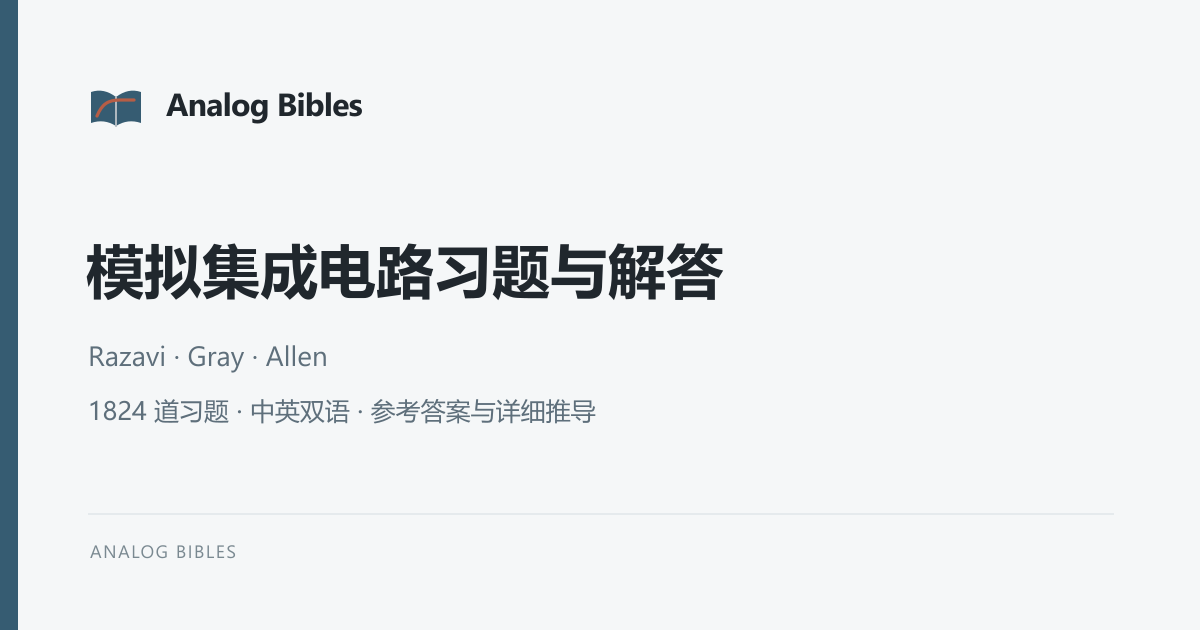 Analog Bibles
模拟集成电路习题与解答
Razavi · Gray · Allen
1824 道习题 · 中英双语 · 参考答案与详细推导
ANALOG BIBLES